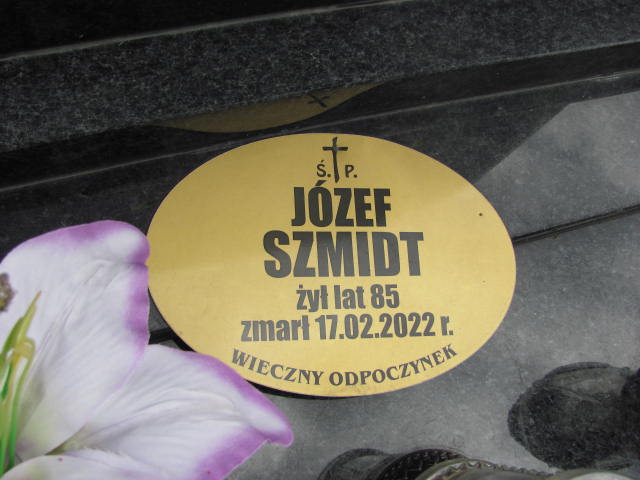 Ś. P.
JÓZEF
SZMIDT
żył lat 85
zmarł 17.02.2022 r.
WIECZNY ODPOCZYNEK